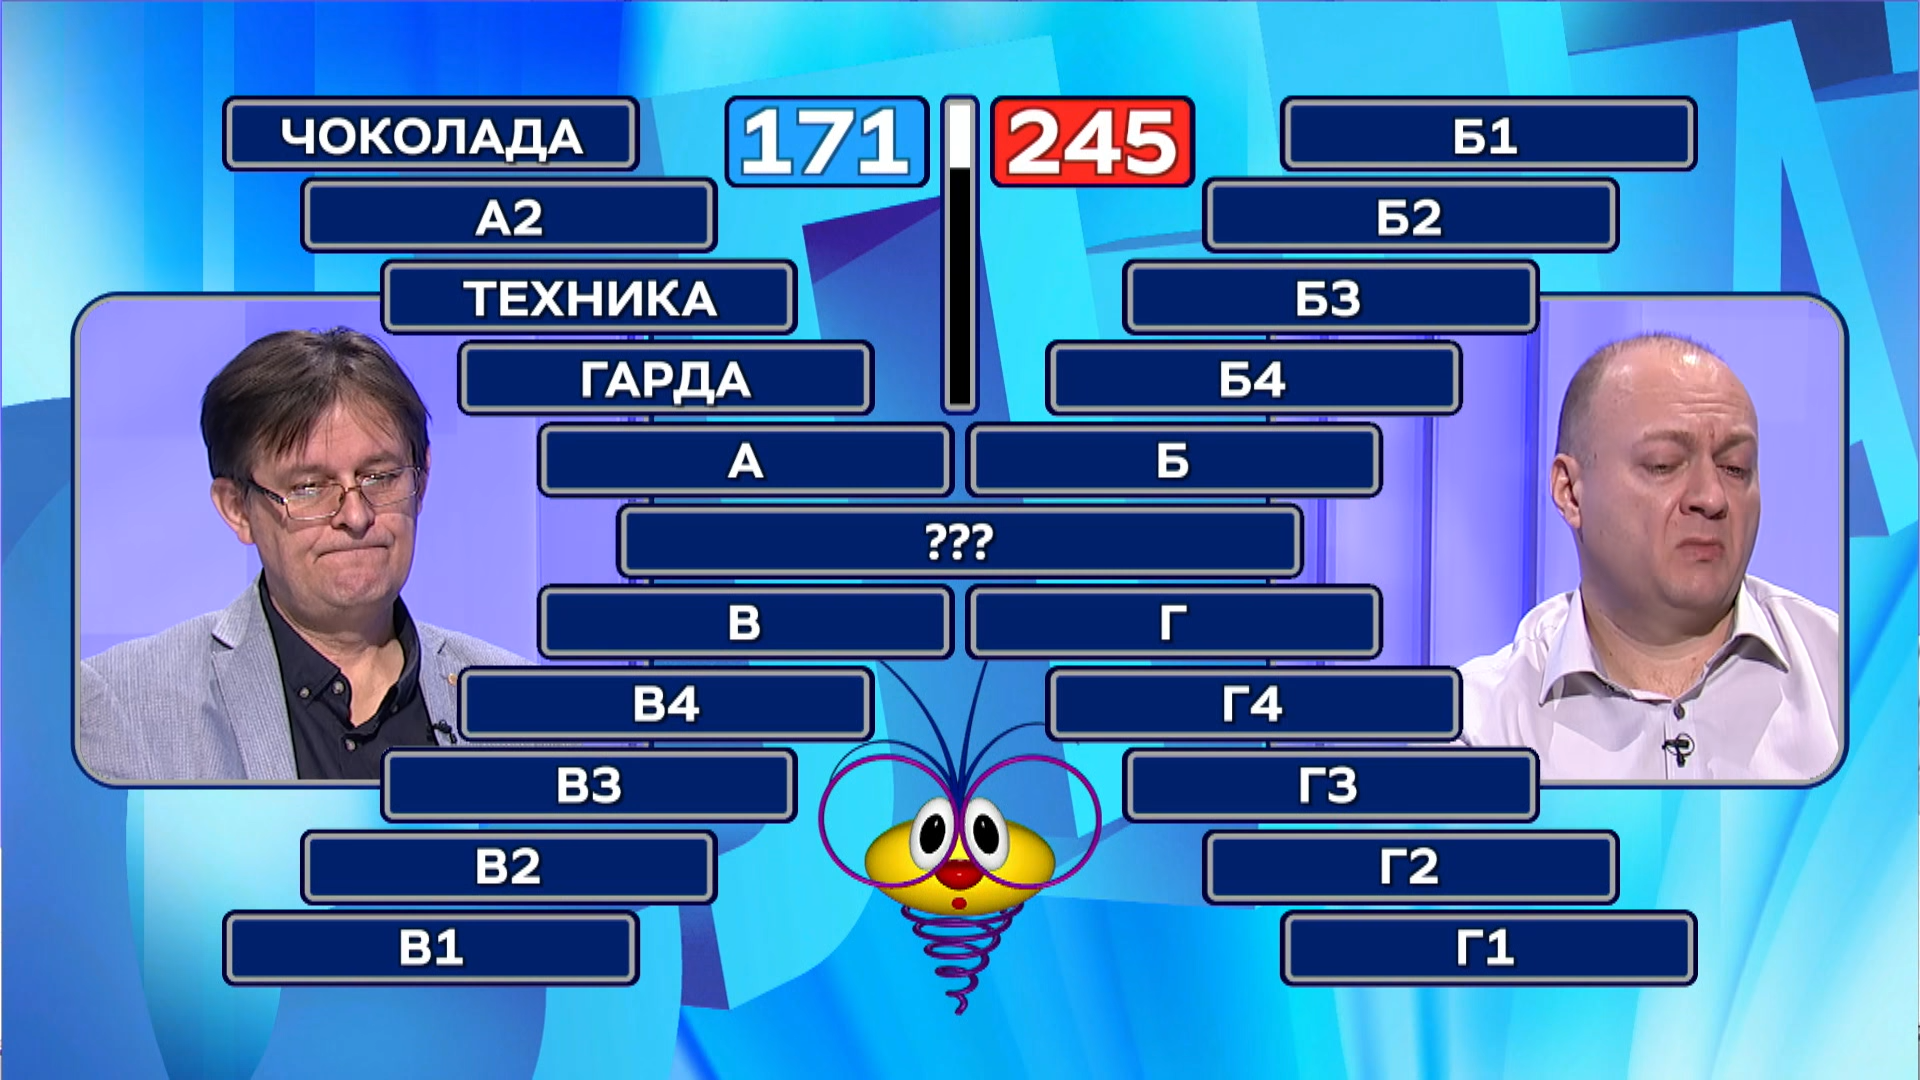 ЧОКОЛАДА
171
245
Б1
А2
Б2
ТЕХНИКА
Б3
ГАРДА
Б4
А
Б
???
В
Г
В4
Г4
В3
Г3
В2
Г2
В1
Г1